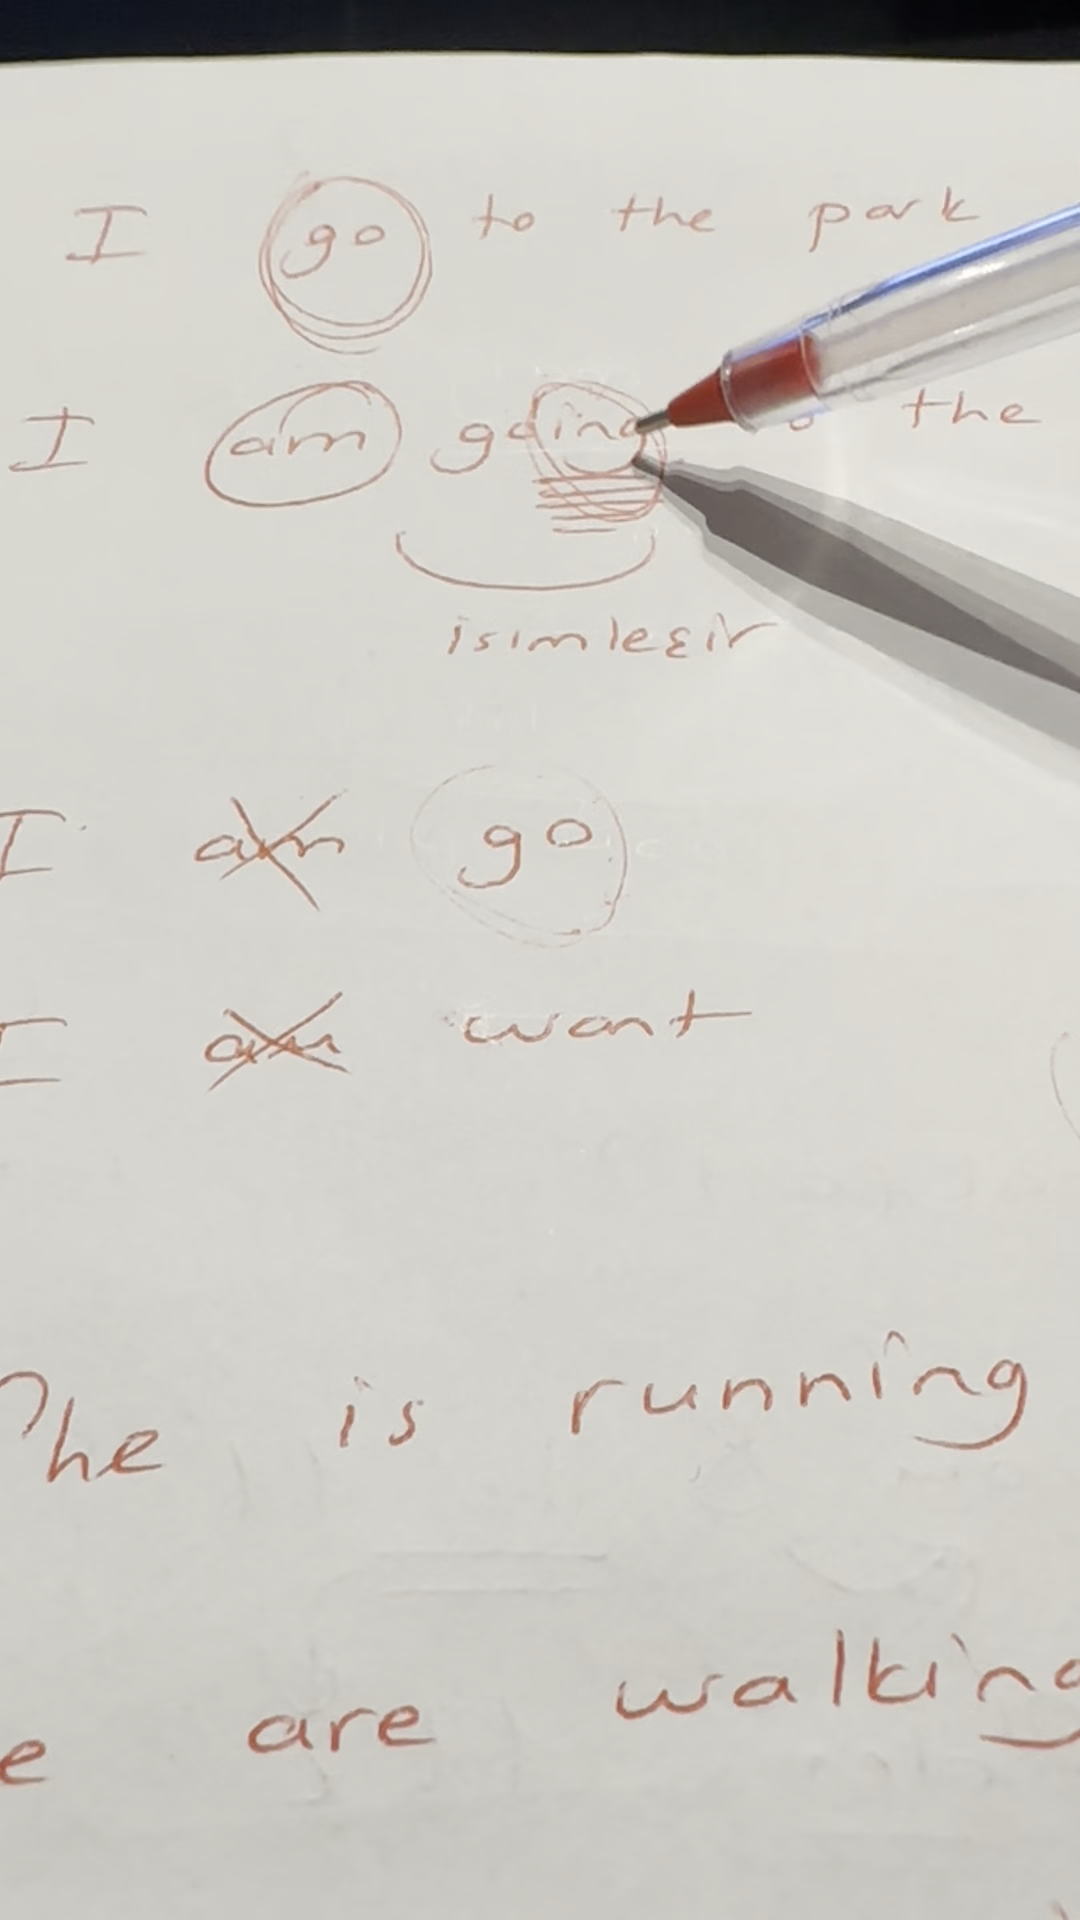 I go to the park
I am going the
isimleşir
I am go
I am want
he is running
e are walking